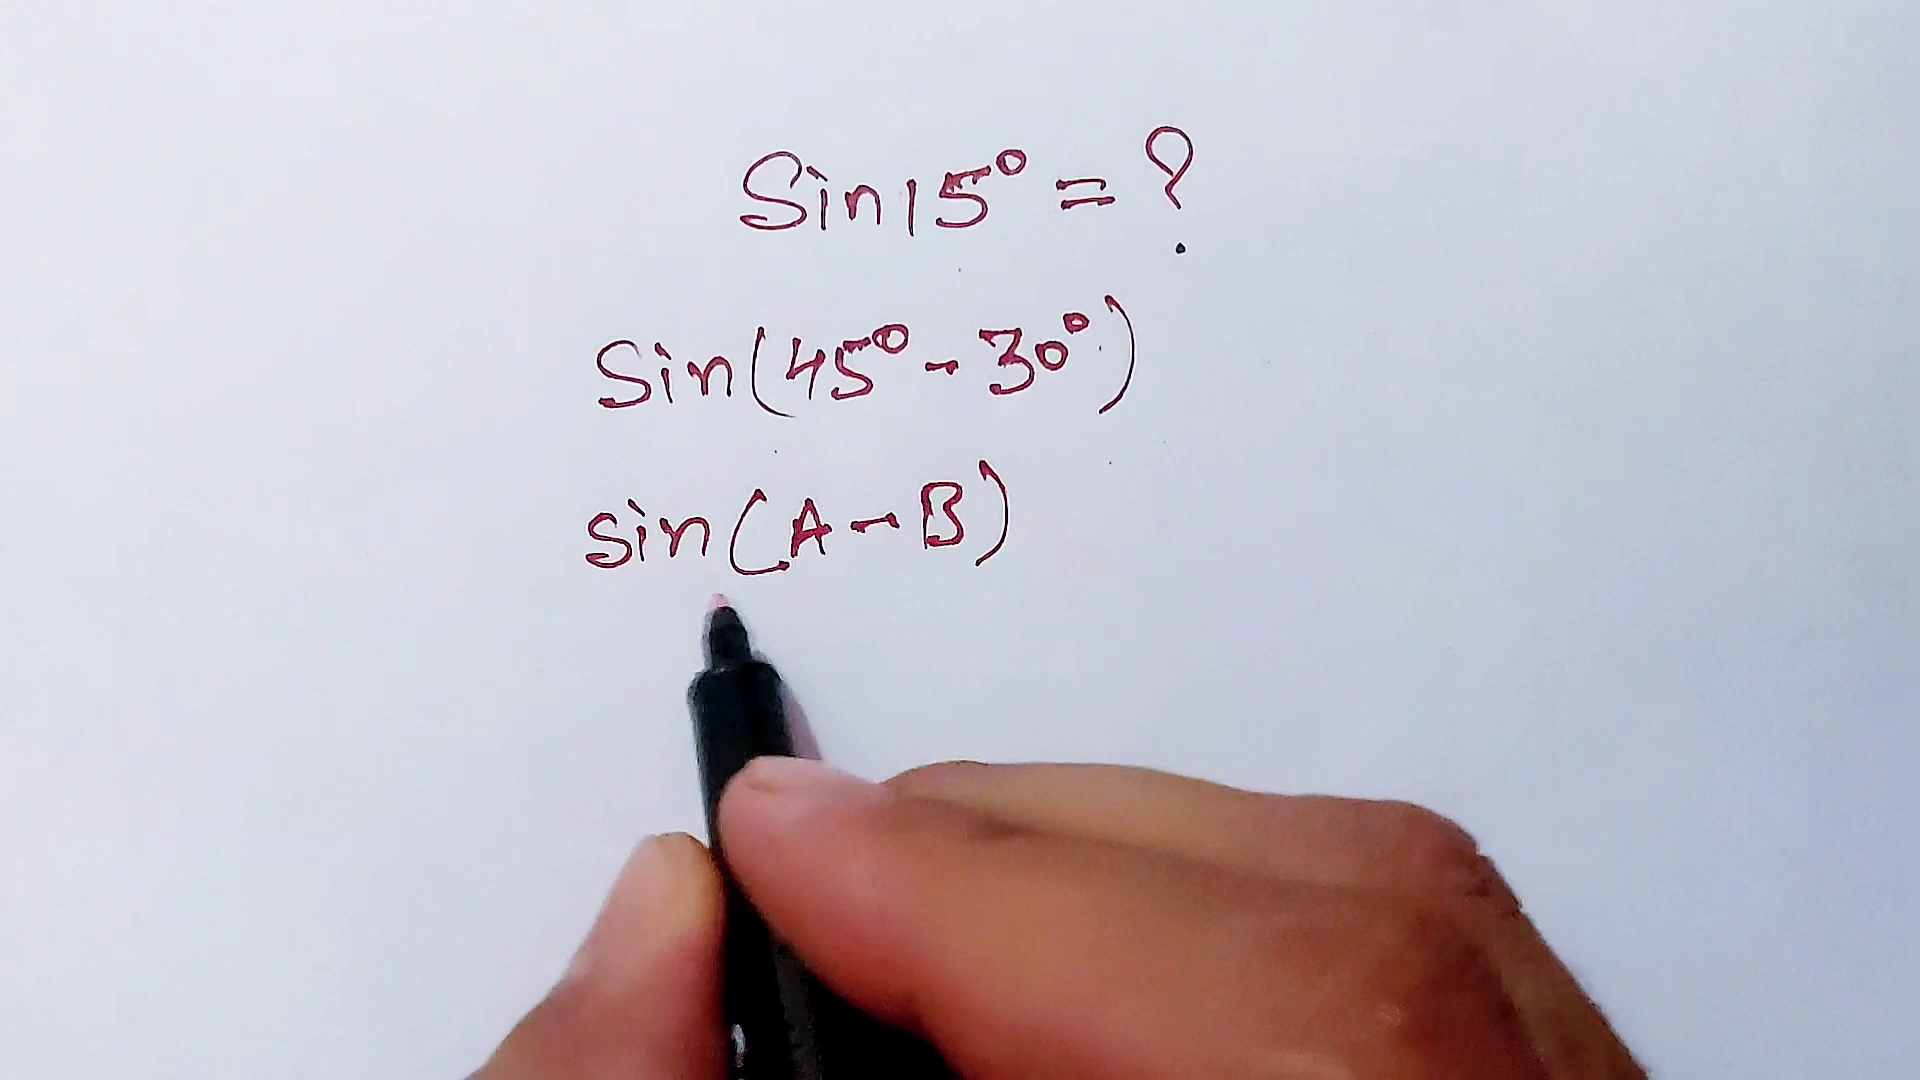 Sin15° = ?
Sin(45° - 30°)
sin(A - B)